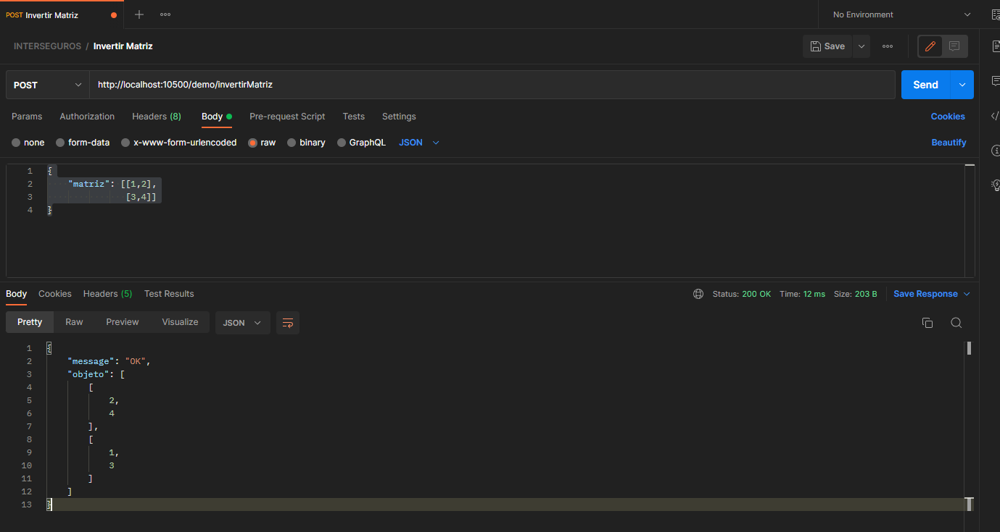 POST Invertir Matriz
No Environment
INTERSEGUROS / Invertir Matriz
Save
POST http://localhost:10500/demo/invertirMatriz Send
Params Authorization Headers (8) Body Pre-request Script Tests Settings Cookies
none form-data x-www-form-urlencoded raw binary GraphQL JSON Beautify
1 {
2 "matriz": [[1,2],
3 [3,4]]
4 }
Body Cookies Headers (5) Test Results Status: 200 OK Time: 12 ms Size: 203 B Save Response
Pretty Raw Preview Visualize JSON
1 {
2 "message": "OK",
3 "objeto": [
4 [
5 2,
6 4
7 ],
8 [
9 1,
10 3
11 ]
12 ]
13 }